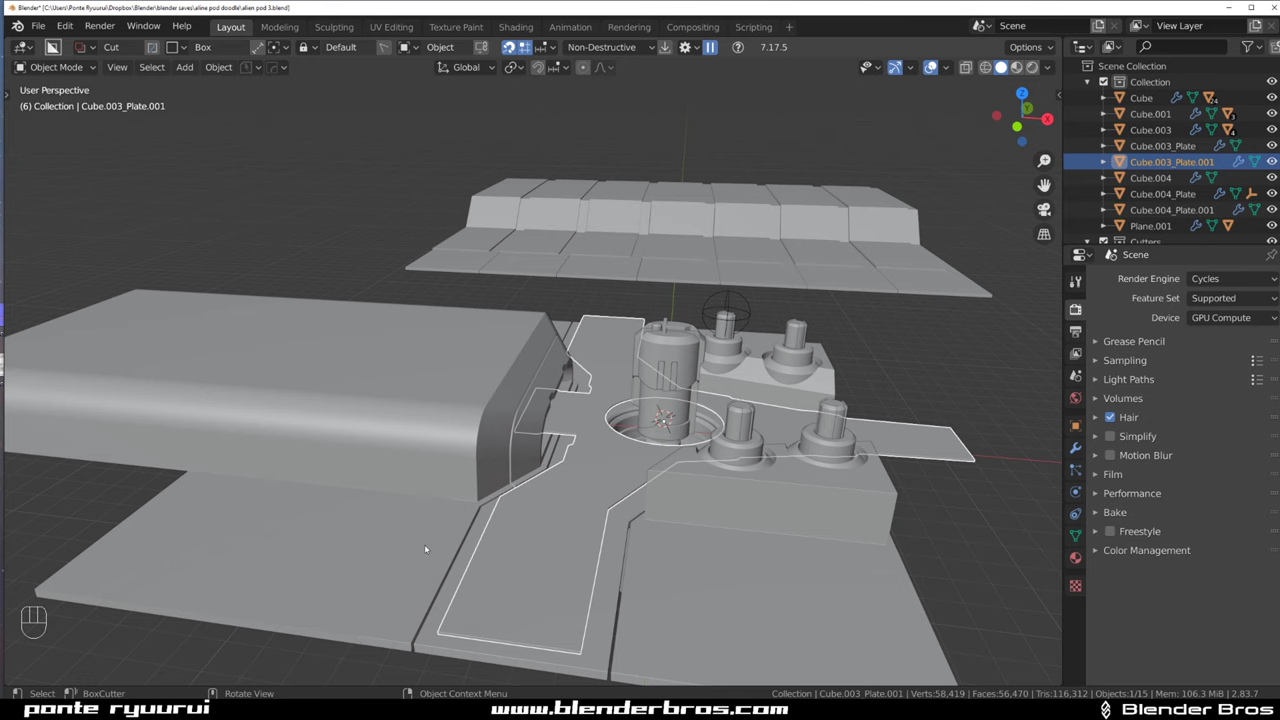 Blender* [C:\Users\Ponte Ryuurui\Dropbox\Blender\blender saves\aline pod doodle\alien pod 3.blend]
File Edit Render Window Help Layout Modeling Sculpting UV Editing Texture Paint Shading Animation Rendering Compositing Scripting + Scene View Layer
Cut Box Default Object Non-Destructive 7.17.5 Options
Object Mode View Select Add Object Global
User Perspective
(6) Collection | Cube.003_Plate.001
Z
Y
X
Scene Collection
Collection
Cube 24
Cube.001 3
Cube.003 4
Cube.003_Plate
Cube.003_Plate.001
Cube.004
Cube.004_Plate
Cube.004_Plate.001
Plane.001
Cutters
Scene
Render Engine Cycles
Feature Set Supported
Device GPU Compute
Grease Pencil
Sampling
Light Paths
Volumes
Hair
Simplify
Motion Blur
Film
Performance
Bake
Freestyle
Color Management
Select BoxCutter Rotate View Object Context Menu Collection | Cube.003_Plate.001 | Verts:58,419 | Faces:56,470 | Tris:116,312 | Objects:1/15 | Mem: 106.3 MiB | 2.83.7
ponte ryuurui www.blenderbros.com Blender Bros